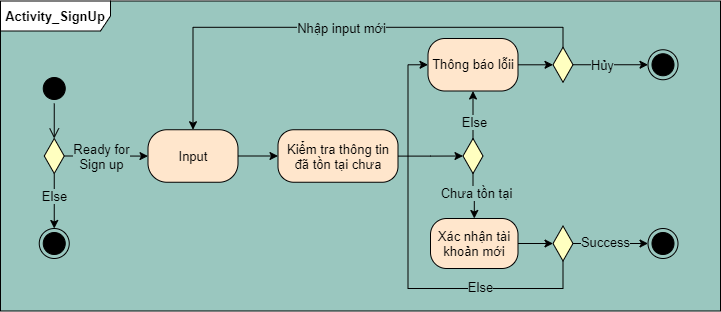 Activity_SignUp
Nhập input mới
Thông báo lỗii
Hủy
Else
Ready for
Sign up
Input
Kiểm tra thông tin
đã tồn tại chưa
Else
Chưa tồn tại
Xác nhận tài
khoản mới
Success
Else